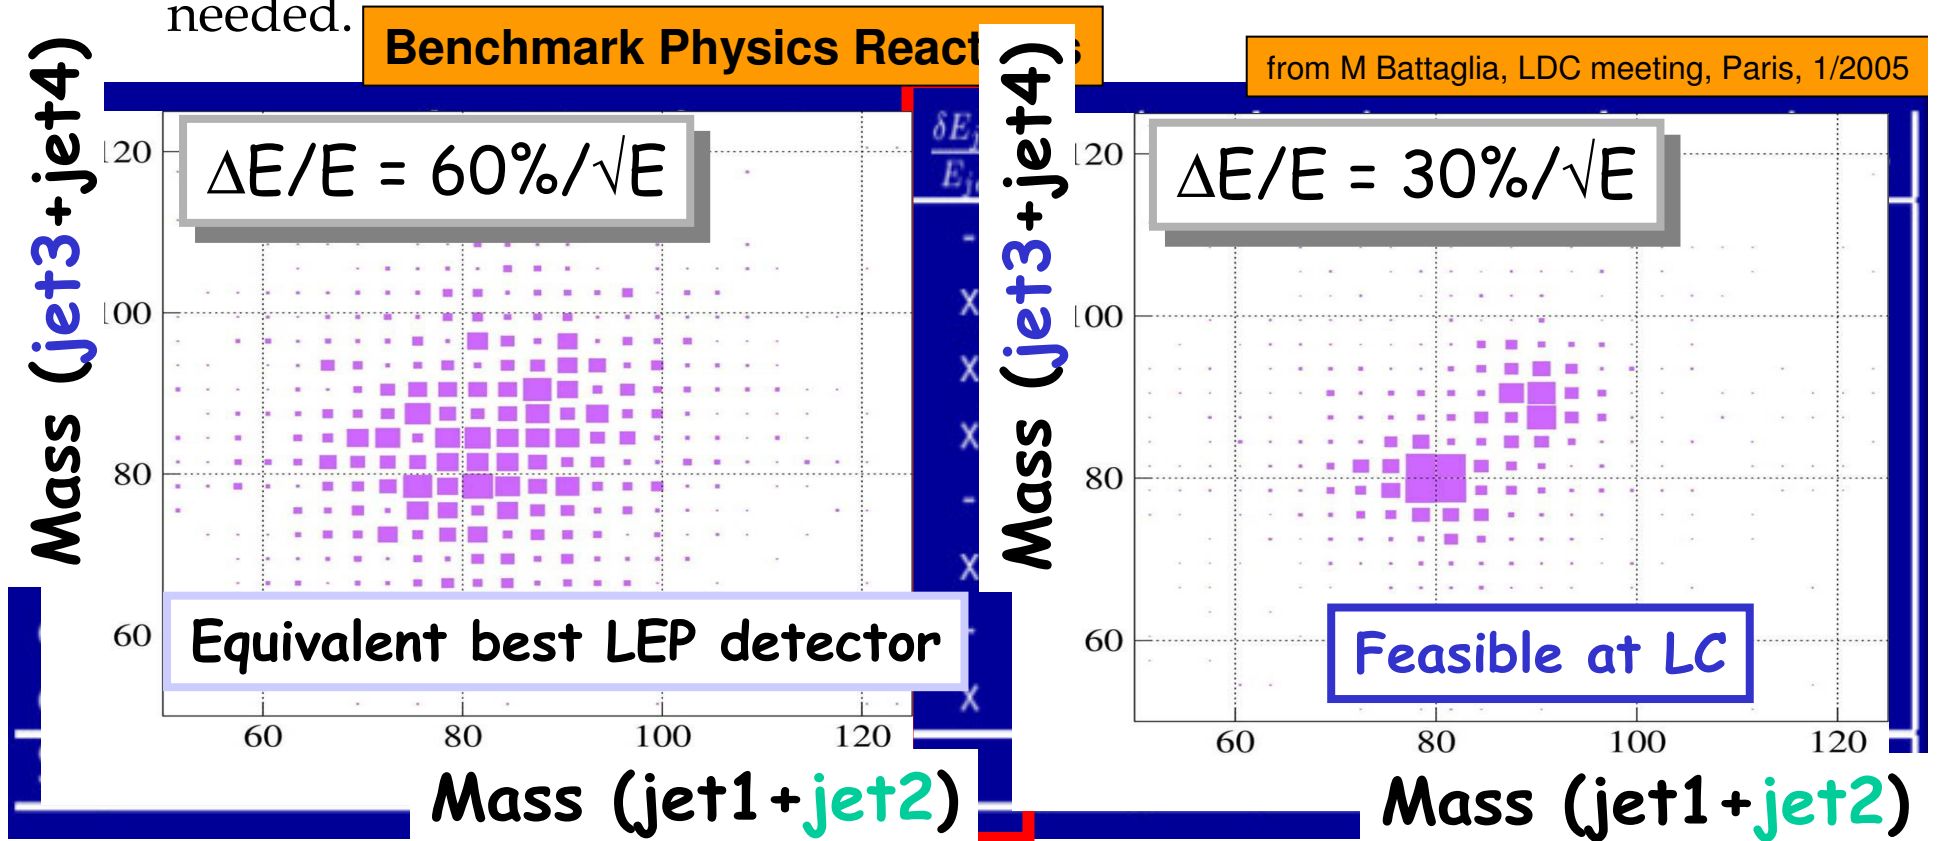 needed.
Benchmark Physics
from M Battaglia, LDC meeting, Paris, 1/2005
Mass (jet3+jet4)
ΔE/E = 60%/√E
120
100
80
60
Equivalent best LEP detector
60 80 100 120
Mass (jet1+jet2)
X
X
X
-
X
X
Mass (jet3+jet4)
ΔE/E = 30%/√E
120
100
80
60
Feasible at LC
60 80 100 120
Mass (jet1+jet2)